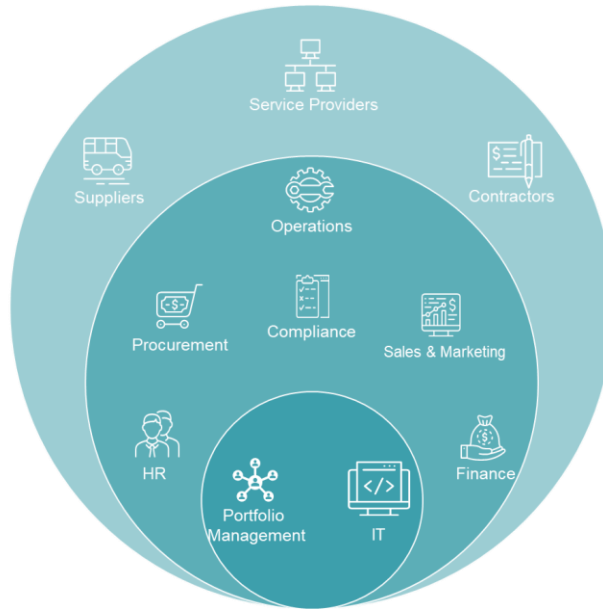 Service Providers
Suppliers
Contractors
Operations
Procurement
Compliance
Sales & Marketing
HR
Finance
Portfolio
Management
IT